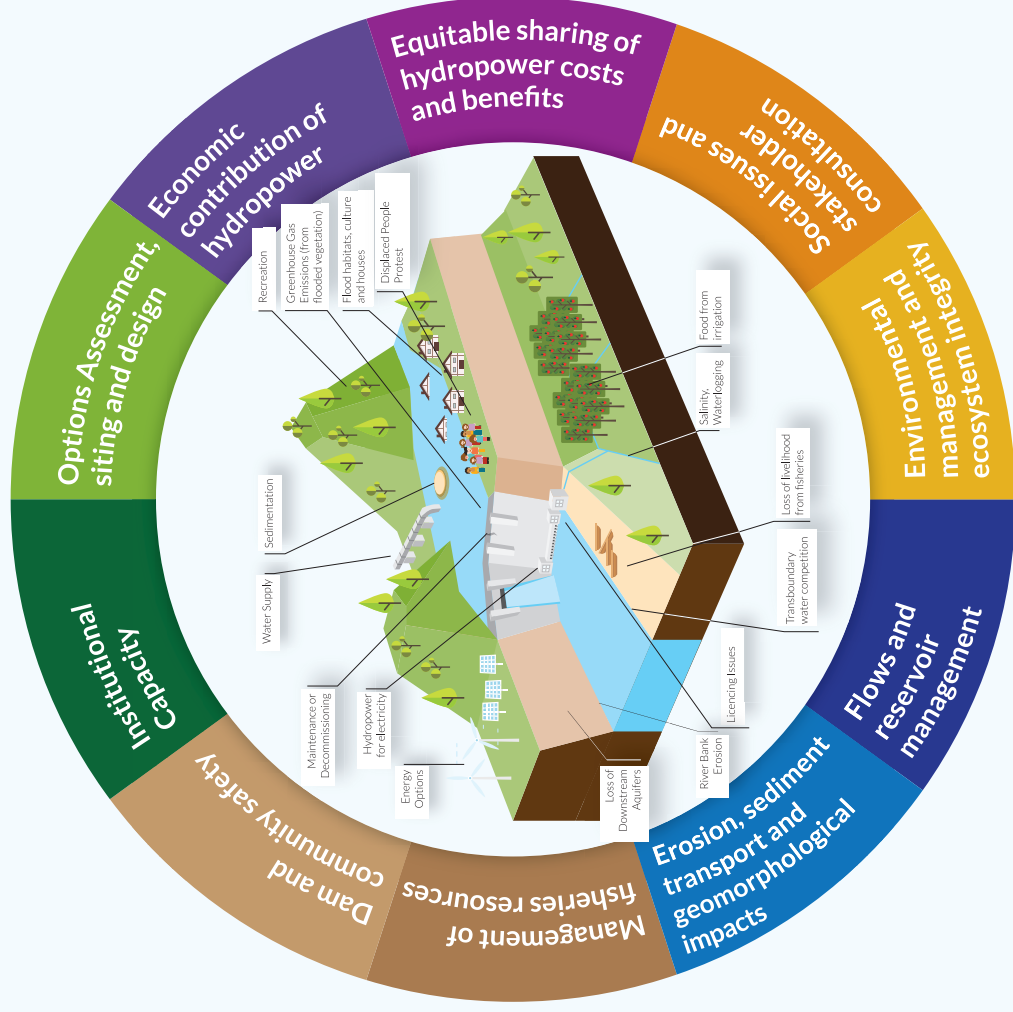 Equitable sharing of
hydropower costs
and benefits
Social issues and
stakeholder
consultation
Environmental
management and
ecosystem integrity
Flows and
reservoir
management
Erosion, sediment
transport and
geomorphological
impacts
Management of
fisheries resources
Dam and
community safety
Institutional
Capacity
Options Assessment,
siting and design
Economic
contribution of
hydropower
Recreation
Greenhouse Gas
Emissions (from
flooded vegetation)
Flood habitats, culture
and houses
Displaced People
Protest
Sedimentation
Water Supply
Maintenance or
Decommissioning
Hydropower
for electricity
Energy
Options
Food from
irrigation
Salinity,
Waterlogging
Loss of livelihood
from fisheries
Transboundary
water competition
Licencing Issues
River Bank
Erosion
Loss of
Downstream
Aquifers